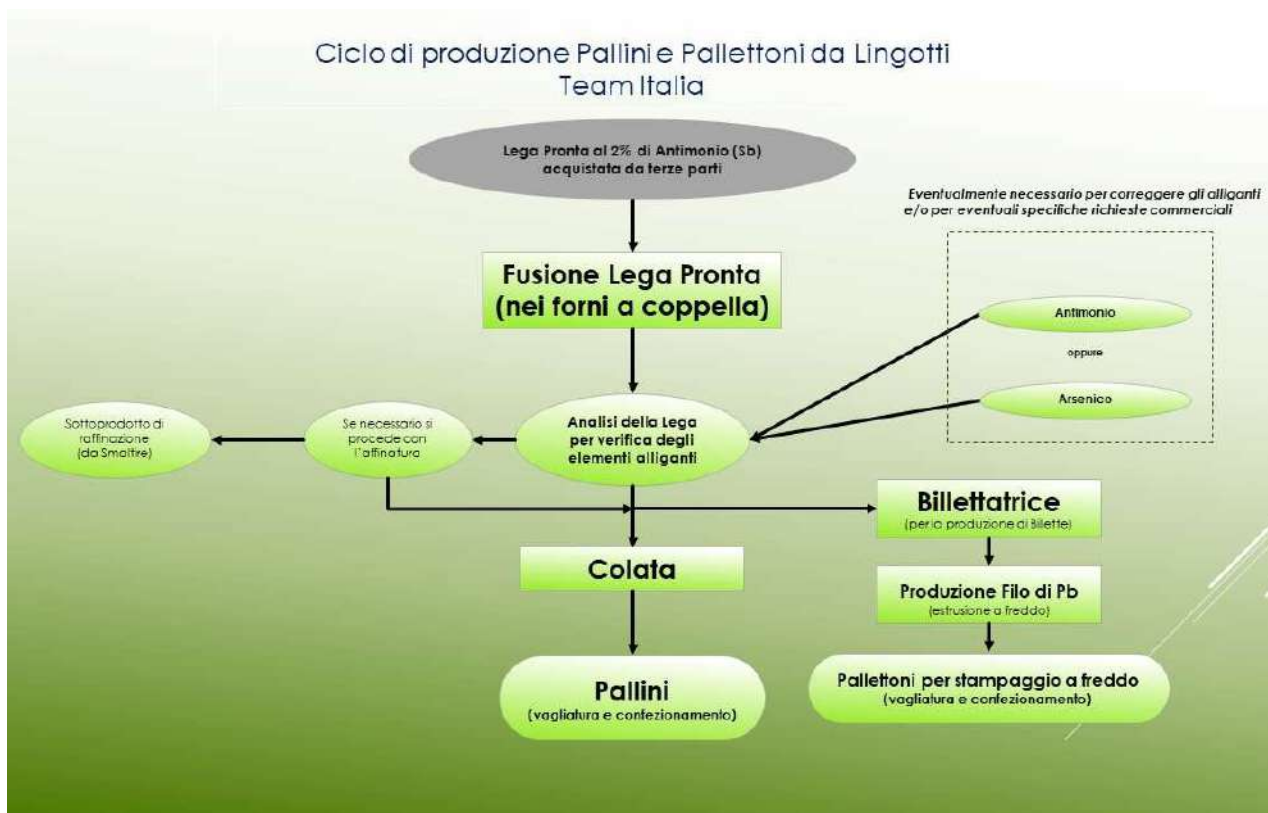 Ciclo di produzione Pallini e Pallettoni da Lingotti
Team Italia
Lega Pronta al 2% di Antimonio (Sb)
acquistata da terze parti
Eventualmente necessario per correggere gli alliganti
e/o per eventuali specifiche richieste commerciali
Fusione Lega Pronta
(nei forni a coppella)
Antimonio
oppure
Arsenico
Sottoprodotto di
raffinazione
(da Smaltire)
Se necessario si
procede con
l'affinatura
Analisi della Lega
per verifica degli
elementi alliganti
Billettatrice
(per la produzione di Billette)
Colata
Produzione Filo di Pb
(estrusione a freddo)
Pallini
(vagliatura e confezionamento)
Pallettoni per stampaggio a freddo
(vagliatura e confezionamento)